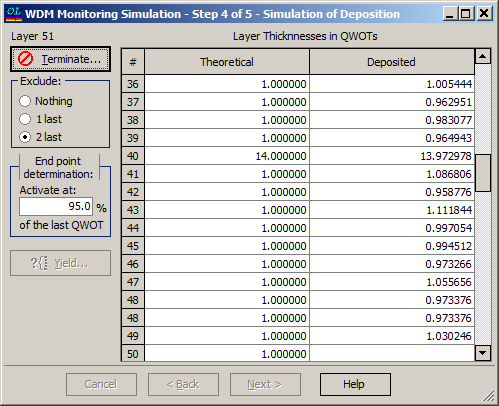 OL WDM Monitoring Simulation - Step 4 of 5 - Simulation of Deposition
Layer 51
Layer Thicknnesses in QWOTs
Terminate...
Exclude:
Nothing
1 last
2 last
End point
determination:
Activate at:
95.0 %
of the last QWOT
?{¦ Yield...
# Theoretical Deposited
36 1.000000 1.005444
37 1.000000 0.962951
38 1.000000 0.983077
39 1.000000 0.964943
40 14.000000 13.972978
41 1.000000 1.086806
42 1.000000 0.958776
43 1.000000 1.111844
44 1.000000 0.997054
45 1.000000 0.994512
46 1.000000 0.973266
47 1.000000 1.055656
48 1.000000 0.973376
48 1.000000 0.973376
49 1.000000 1.030246
50 1.000000
Cancel < Back Next > Help